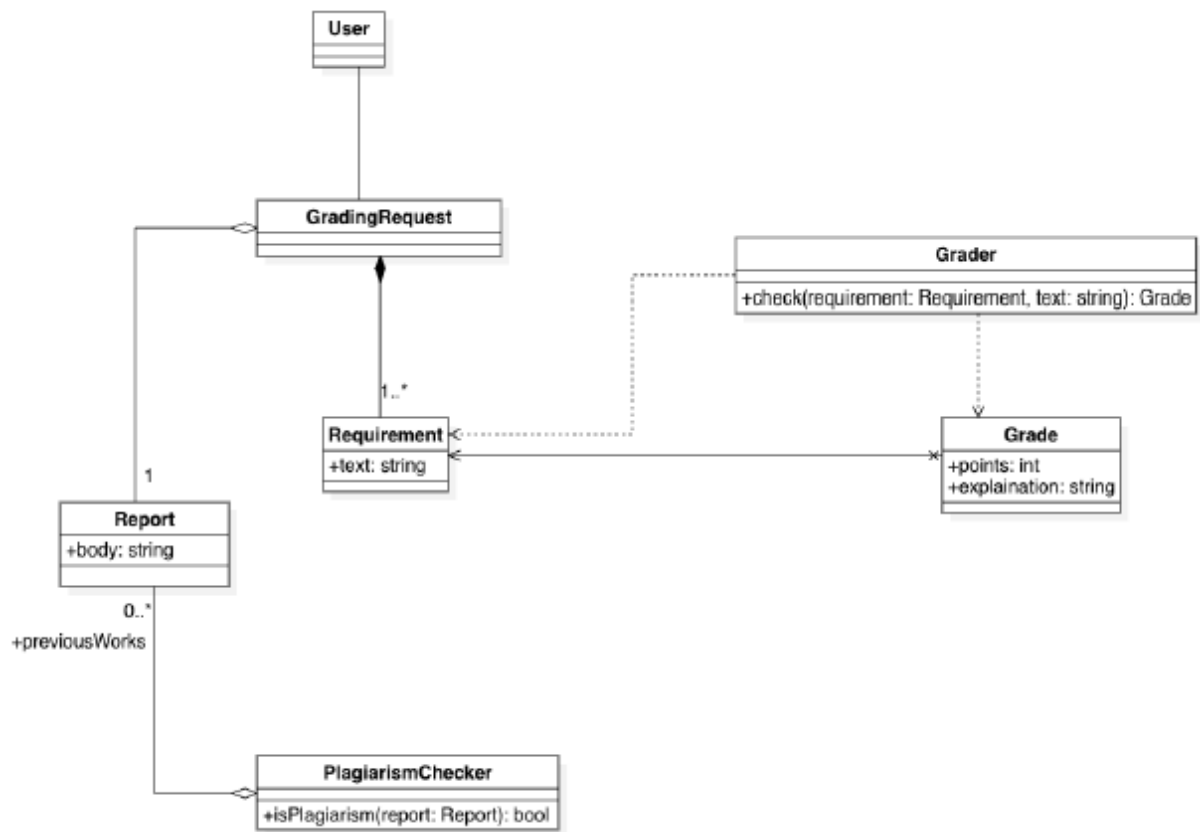 User
GradingRequest
Grader
+check(requirement: Requirement, text: string): Grade
1..*
Requirement
+text: string
Grade
+points: int
+explaination: string
1
Report
+body: string
0..*
+previousWorks
PlagiarismChecker
+isPlagiarism(report: Report): bool